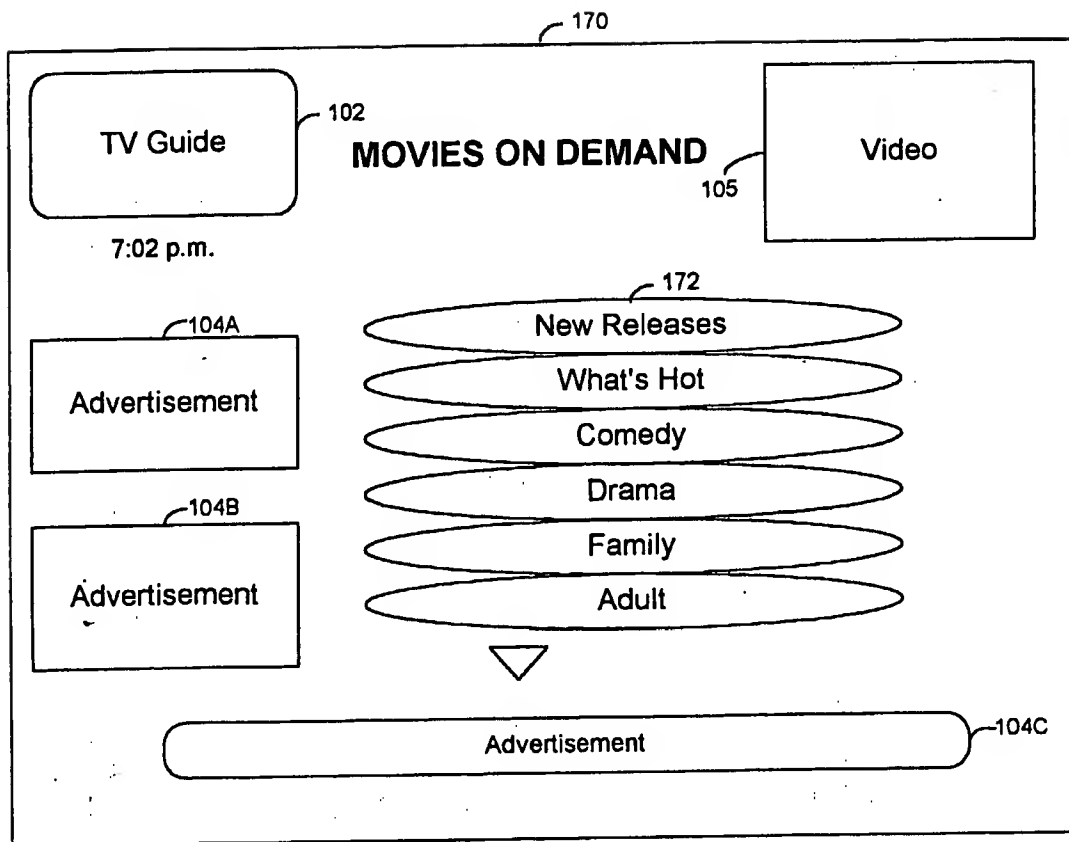 170
TV Guide
102
MOVIES ON DEMAND
105
Video
7:02 p.m.
172
104A
Advertisement
New Releases
What's Hot
Comedy
Drama
Family
Adult
104B
Advertisement
Advertisement
104C